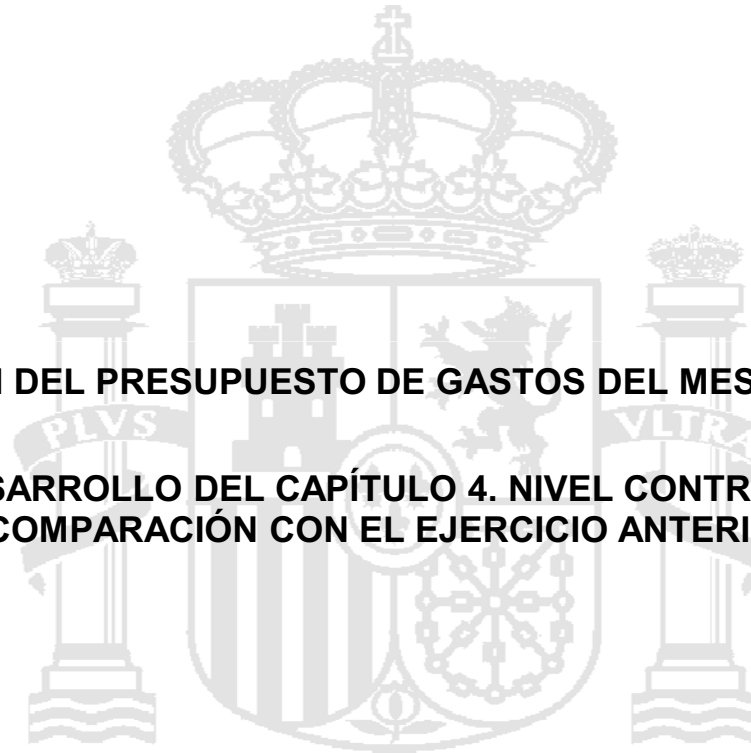 DEL PRESUPUESTO DE GASTOS DEL MES
SARROLLO DEL CAPÍTULO 4. NIVEL CONTR
COMPARACIÓN CON EL EJERCICIO ANTERI
PLVS
VLTRA